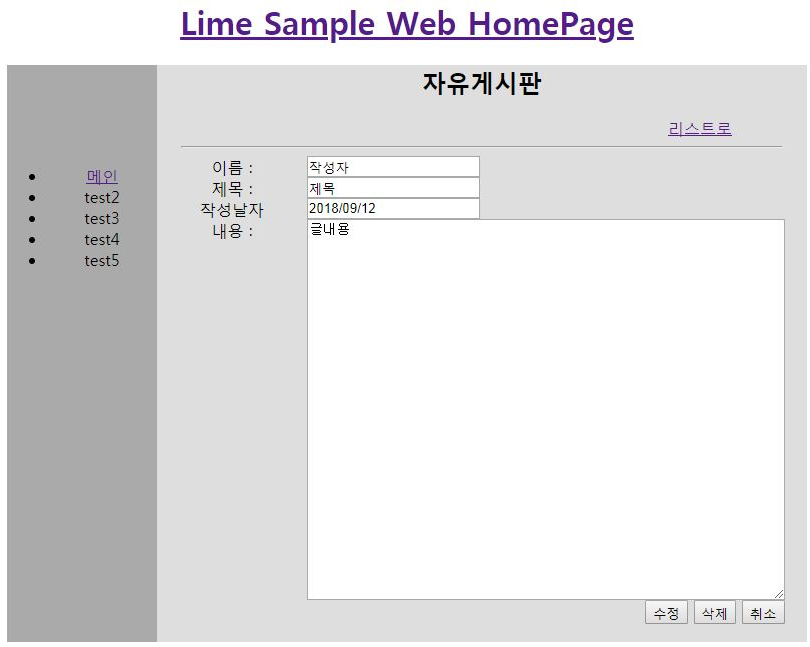 Lime Sample Web HomePage
자유게시판
리스트로
메인
test2
test3
test4
test5
이름 : 작성자
제목 : 제목
작성날자 2018/09/12
내용 : 글내용
수정 삭제 취소